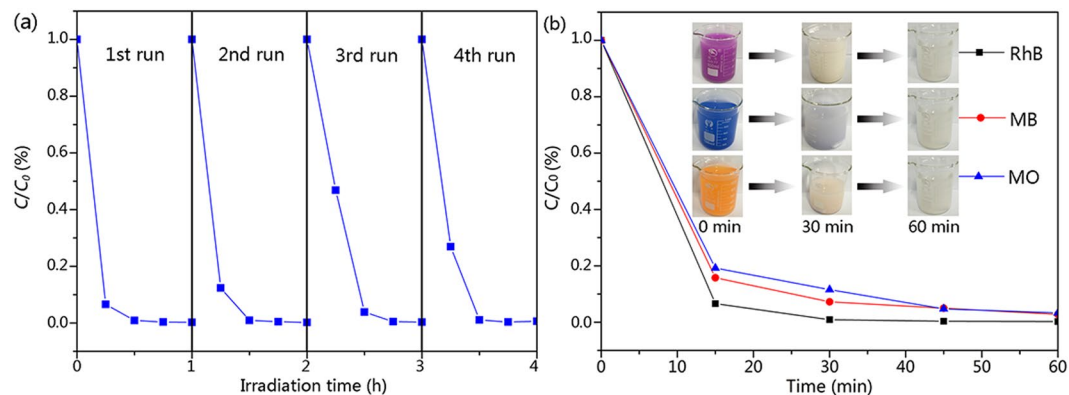 (a)
1.0
0.8
0.6
0.4
0.2
0.0
C/C0 (%)
1st run
2nd run
3rd run
4th run
0
1
2
3
4
Irradiation time (h)
(b)
1.0
0.8
0.6
0.4
0.2
0.0
C/C0 (%)
RhB
MB
MO
0 min
30 min
60 min
0
10
20
30
40
50
60
Time (min)